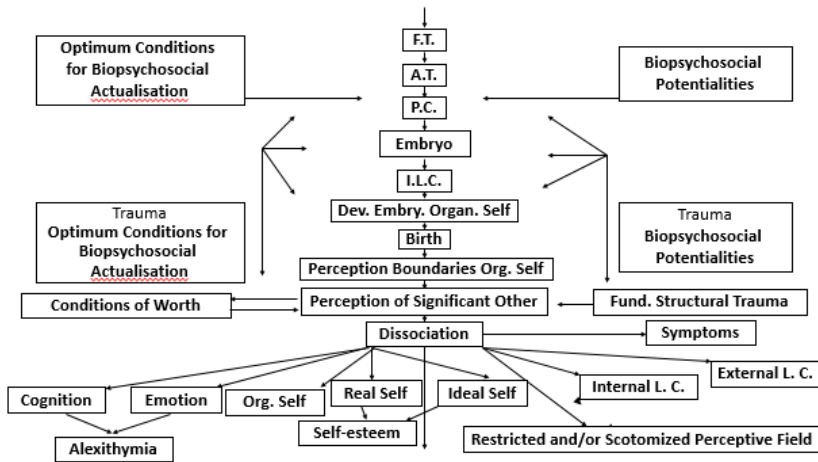 F.T.
Optimum Conditions
for Biopsychosocial
Actualisation
A.T.
P.C.
Biopsychosocial
Potentialities
Embryo
I.L.C.
Dev. Embry. Organ. Self
Trauma
Optimum Conditions for
Biopsychosocial
Actualisation
Birth
Trauma
Biopsychosocial
Potentialities
Perception Boundaries Org. Self
Conditions of Worth
Perception of Significant Other
Fund. Structural Trauma
Dissociation
Symptoms
Cognition
Emotion
Org. Self
Real Self
Ideal Self
Internal L. C.
External L. C.
Alexithymia
Self-esteem
Restricted and/or Scotomized Perceptive Field